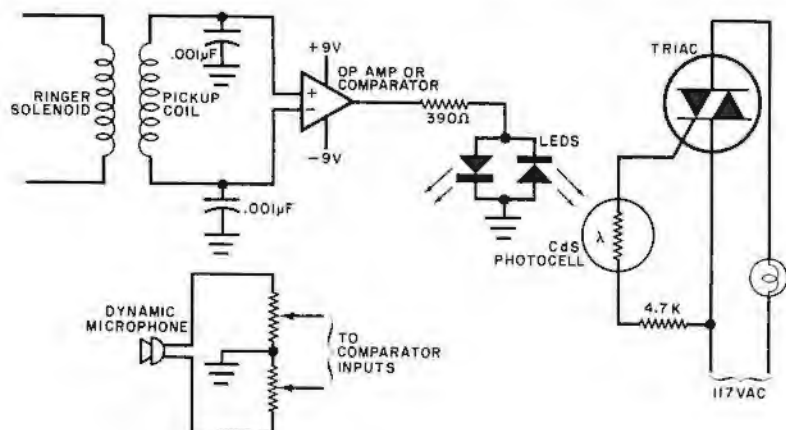 .001µF
+9V
OP AMP OR
COMPARATOR
TRIAC
RINGER
SOLENOID
PICKUP
COIL
+
−
390Ω
-9V
LEDS
.001µF
CdS
PHOTOCELL
λ
4.7K
DYNAMIC
MICROPHONE
TO
COMPARATOR
INPUTS
117VAC